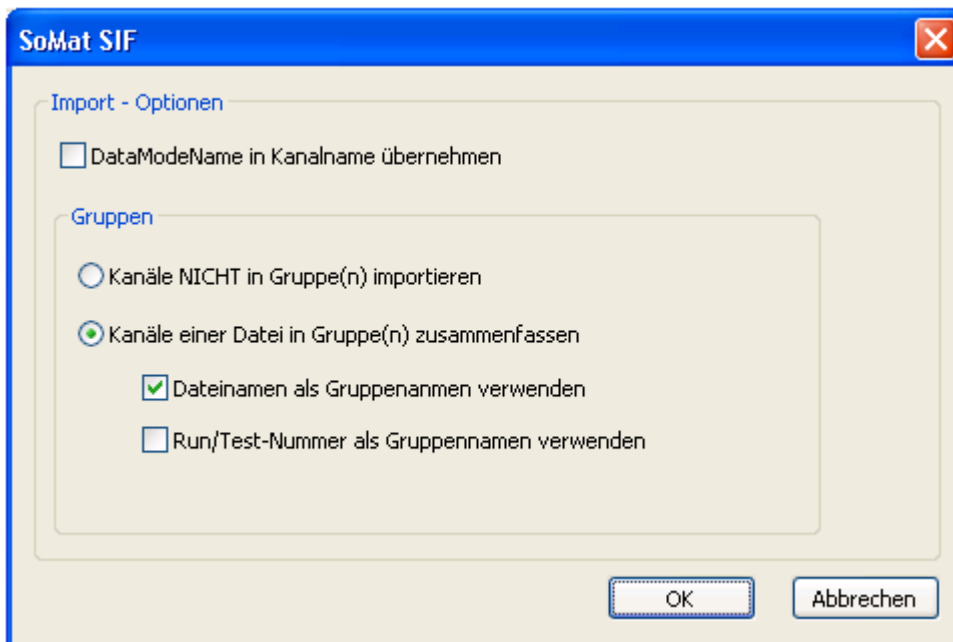 SoMat SIF
Import - Optionen
DataModeName in Kanalname übernehmen
Gruppen
Kanäle NICHT in Gruppe(n) importieren
Kanäle einer Datei in Gruppe(n) zusammenfassen
Dateinamen als Gruppenanmen verwenden
Run/Test-Nummer als Gruppennamen verwenden
OK
Abbrechen